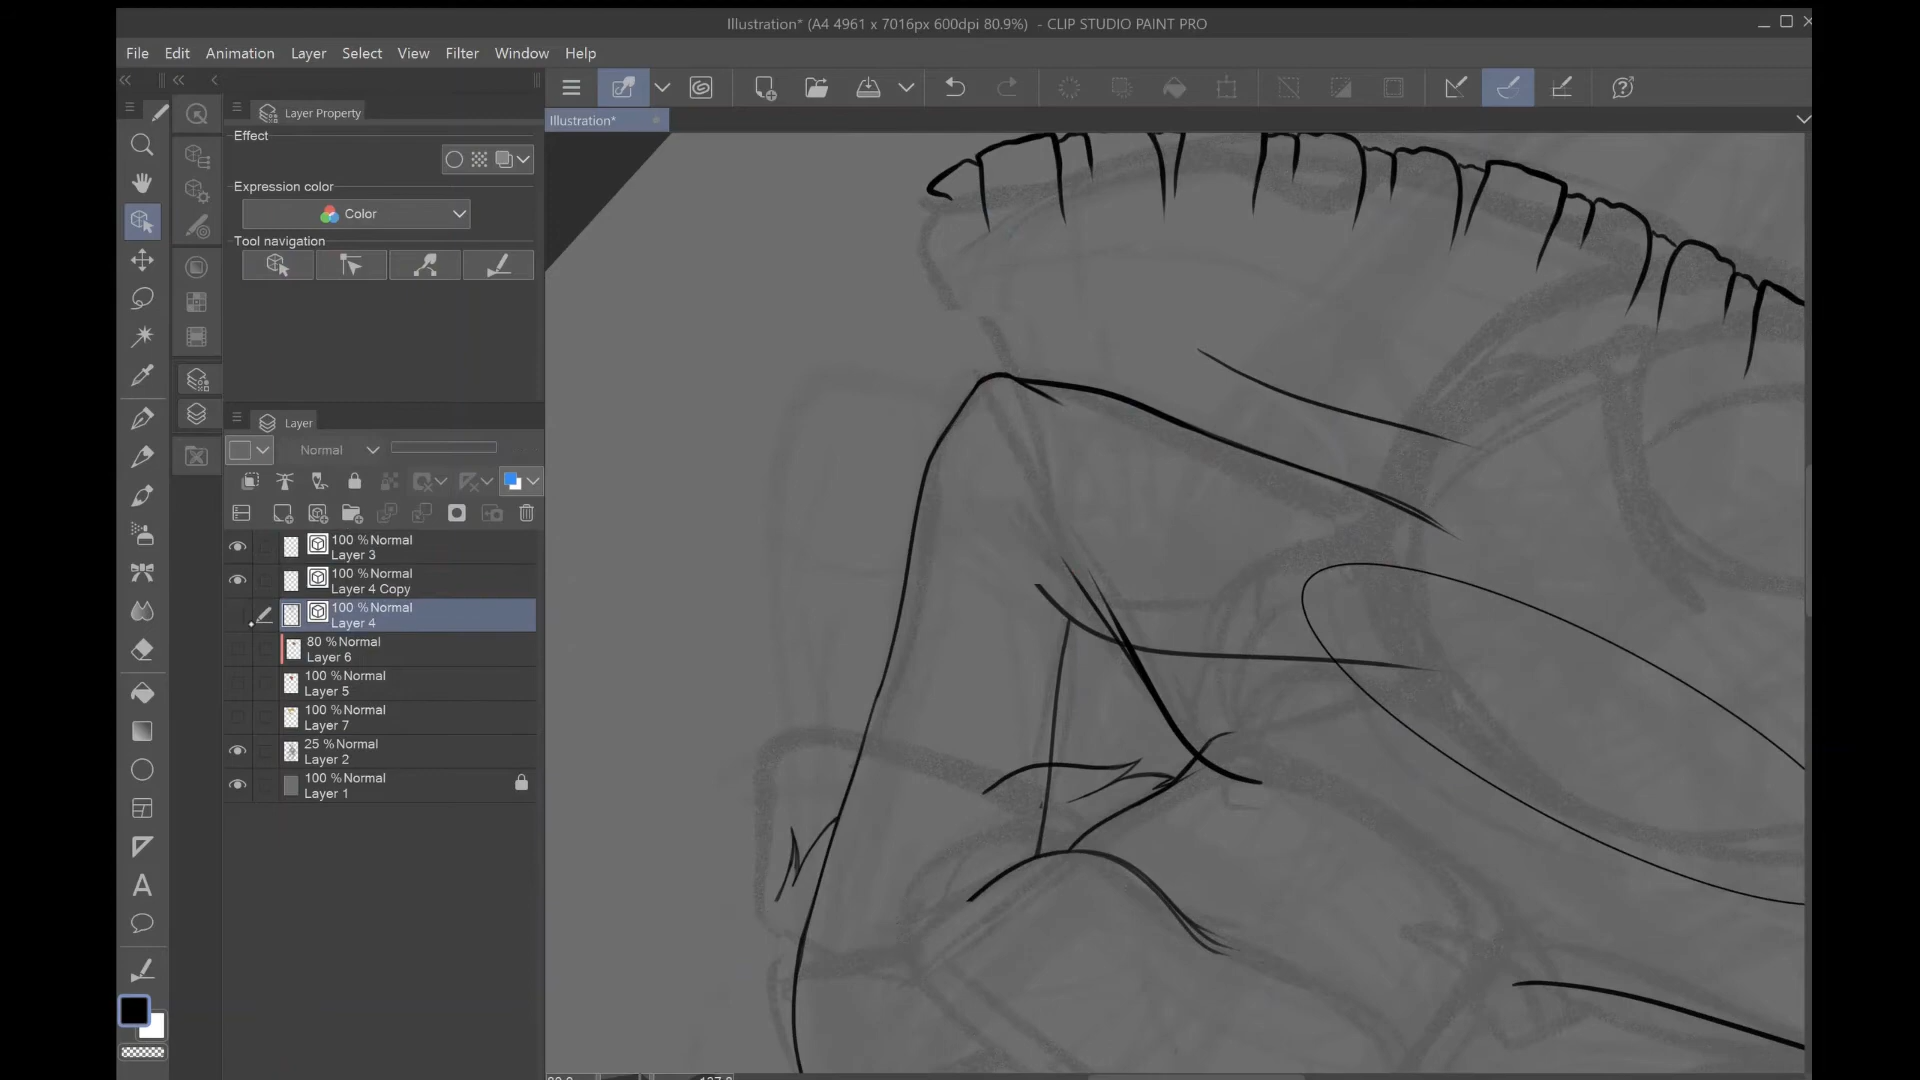 Illustration* (A4 4961 x 7016px 600dpi 80.9%) - CLIP STUDIO PAINT PRO
File Edit Animation Layer Select View Filter Window Help
Layer Property
Illustration*
Effect
Expression color
Color
Tool navigation
Layer
Normal
100 % Normal
Layer 3
100 % Normal
Layer 4 Copy
100 % Normal
Layer 4
80 % Normal
Layer 6
100 % Normal
Layer 5
100 % Normal
Layer 7
25 % Normal
Layer 2
100 % Normal
Layer 1